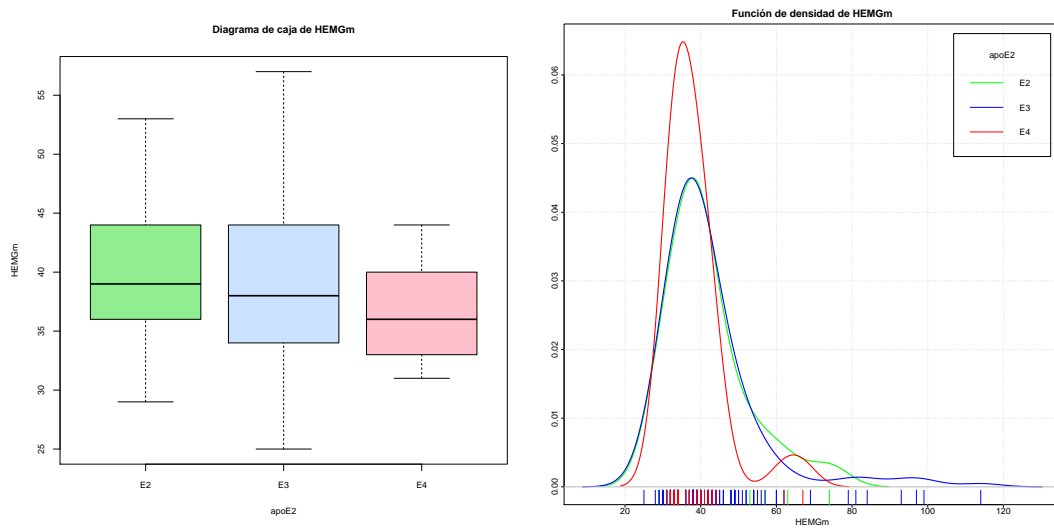 Diagrama de caja de HEMGm
HEMGm
25
30
35
40
45
50
55
E2
E3
E4
apoE2
Función de densidad de HEMGm
0.00
0.01
0.02
0.03
0.04
0.05
0.06
20
40
60
80
100
120
HEMGm
apoE2
E2
E3
E4